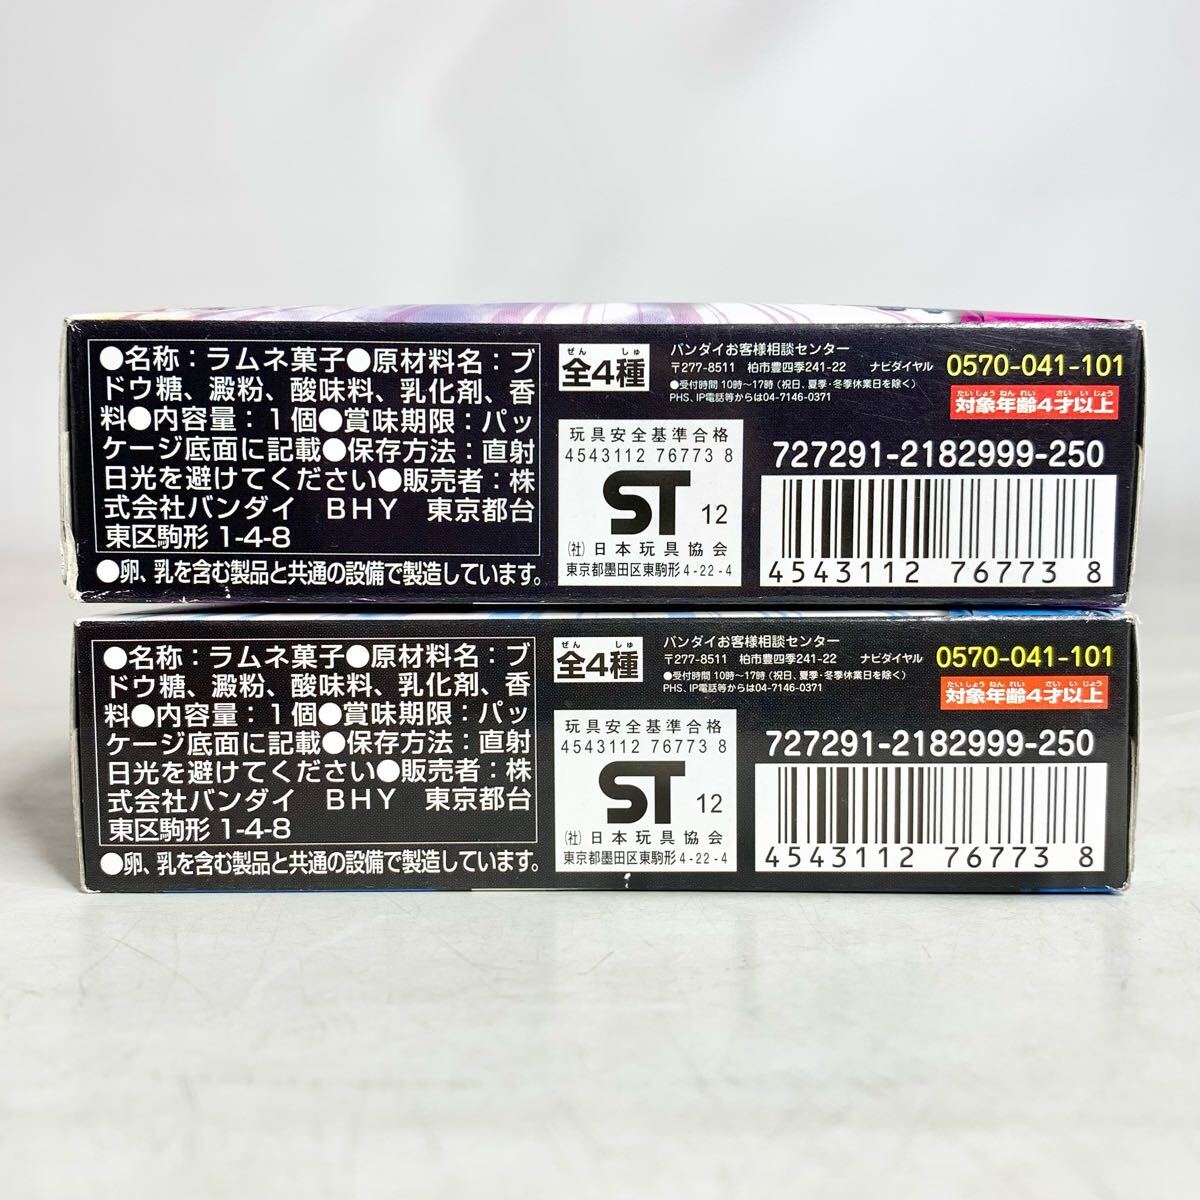 ●名称：ラムネ菓子●原材料名：ブ
ドウ糖、澱粉、酸味料、乳化剤、香
料●内容量：1個●賞味期限：パッ
ケージ底面に記載●保存方法：直射
日光を避けてください●販売者：株
式会社バンダイ　BHY　東京都台
東区駒形 1-4-8
●卵、乳を含む製品と共通の設備で製造しています。
ぜん しゅ
全4種
バンダイお客様相談センター
〒277-8511 柏市豊四季241-22 ナビダイヤル 0570-041-101
●受付時間 10時～17時（祝日、夏季・冬季休業日を除く）
PHS、IP電話等からは04-7146-0371
たいしょうねんれい さいいじょう
対象年齢4才以上
玩具安全基準合格
4543112 76773 8
ST 12
(社)日本玩具協会
東京都墨田区東駒形 4-22-4
727291-2182999-250
4543112 767738
●名称：ラムネ菓子●原材料名：ブ
ドウ糖、澱粉、酸味料、乳化剤、香
料●内容量：1個●賞味期限：パッ
ケージ底面に記載●保存方法：直射
日光を避けてください●販売者：株
式会社バンダイ　BHY　東京都台
東区駒形 1-4-8
●卵、乳を含む製品と共通の設備で製造しています。
ぜん しゅ
全4種
バンダイお客様相談センター
〒277-8511 柏市豊四季241-22 ナビダイヤル 0570-041-101
●受付時間 10時～17時（祝日、夏季・冬季休業日を除く）
PHS、IP電話等からは04-7146-0371
たいしょうねんれい さいいじょう
対象年齢4才以上
玩具安全基準合格
4543112 76773 8
ST 12
(社)日本玩具協会
東京都墨田区東駒形 4-22-4
727291-2182999-250
4543112 767738